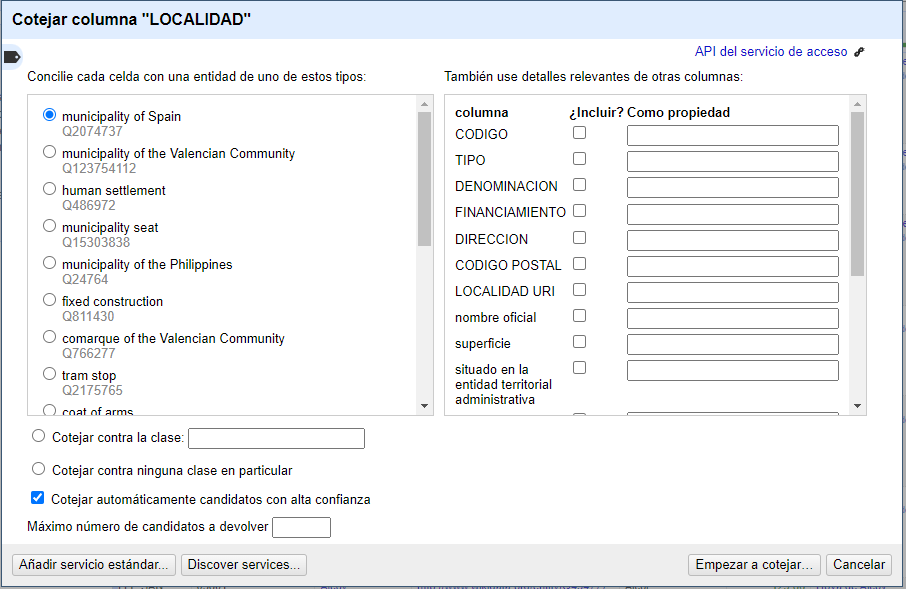 Cotejar columna "LOCALIDAD"
API del servicio de acceso
Concilie cada celda con una entidad de uno de estos tipos:
municipality of Spain
Q2074737
municipality of the Valencian Community
Q123754112
human settlement
Q486972
municipality seat
Q15303838
municipality of the Philippines
Q24764
fixed construction
Q811430
comarque of the Valencian Community
Q766277
tram stop
Q2175765
coat of arms
También use detalles relevantes de otras columnas:
columna ¿Incluir? Como propiedad
CODIGO
TIPO
DENOMINACION
FINANCIAMIENTO
DIRECCION
CODIGO POSTAL
LOCALIDAD URI
nombre oficial
superficie
situado en la
entidad territorial
administrativa
Cotejar contra la clase:
Cotejar contra ninguna clase en particular
Cotejar automáticamente candidatos con alta confianza
Máximo número de candidatos a devolver
Añadir servicio estándar... Discover services... Empezar a cotejar... Cancelar